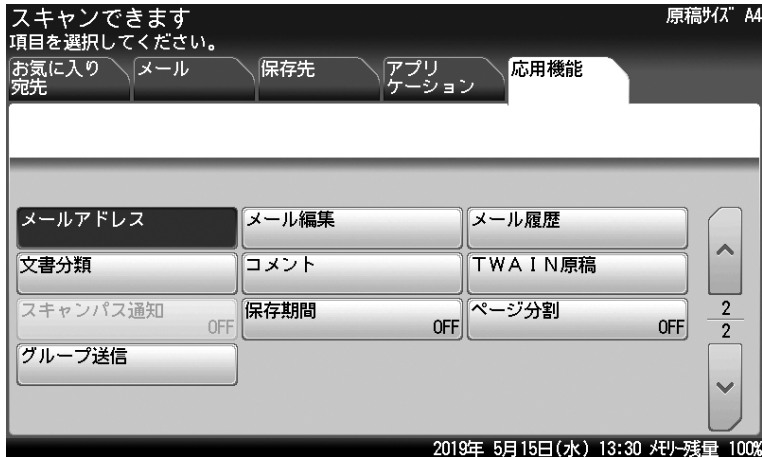 スキャンできます
原稿ｻｲｽﾞ A4
項目を選択してください。
お気に入り
宛先
メール
保存先
アプリ
ケーション
応用機能
メールアドレス
メール編集
メール履歴
文書分類
コメント
ＴＷＡＩＮ原稿
スキャンパス通知
OFF
保存期間
OFF
ページ分割
OFF
2
2
グループ送信
2019年 5月15日(水) 13:30 ﾒﾓﾘｰ残量 100%